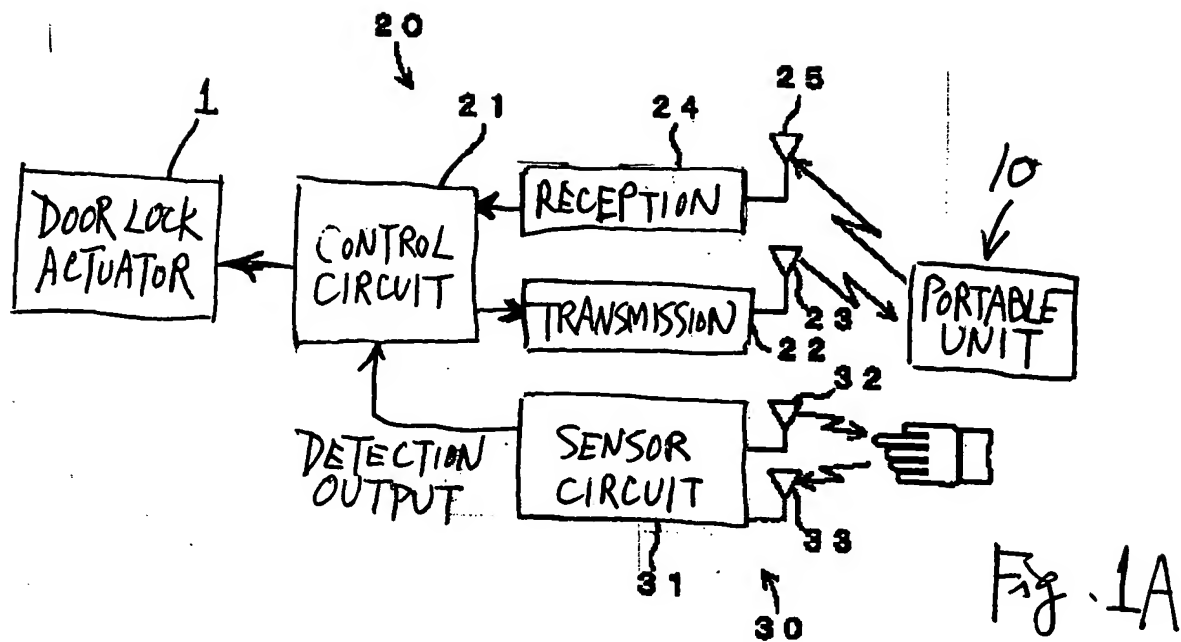 20
1
21
24
25
10
DOOR LOCK
ACTUATOR
CONTROL
CIRCUIT
RECEPTION
TRANSMISSION
23
22
PORTABLE
UNIT
32
DETECTION
OUTPUT
SENSOR
CIRCUIT
33
31
30
Fig. 1A